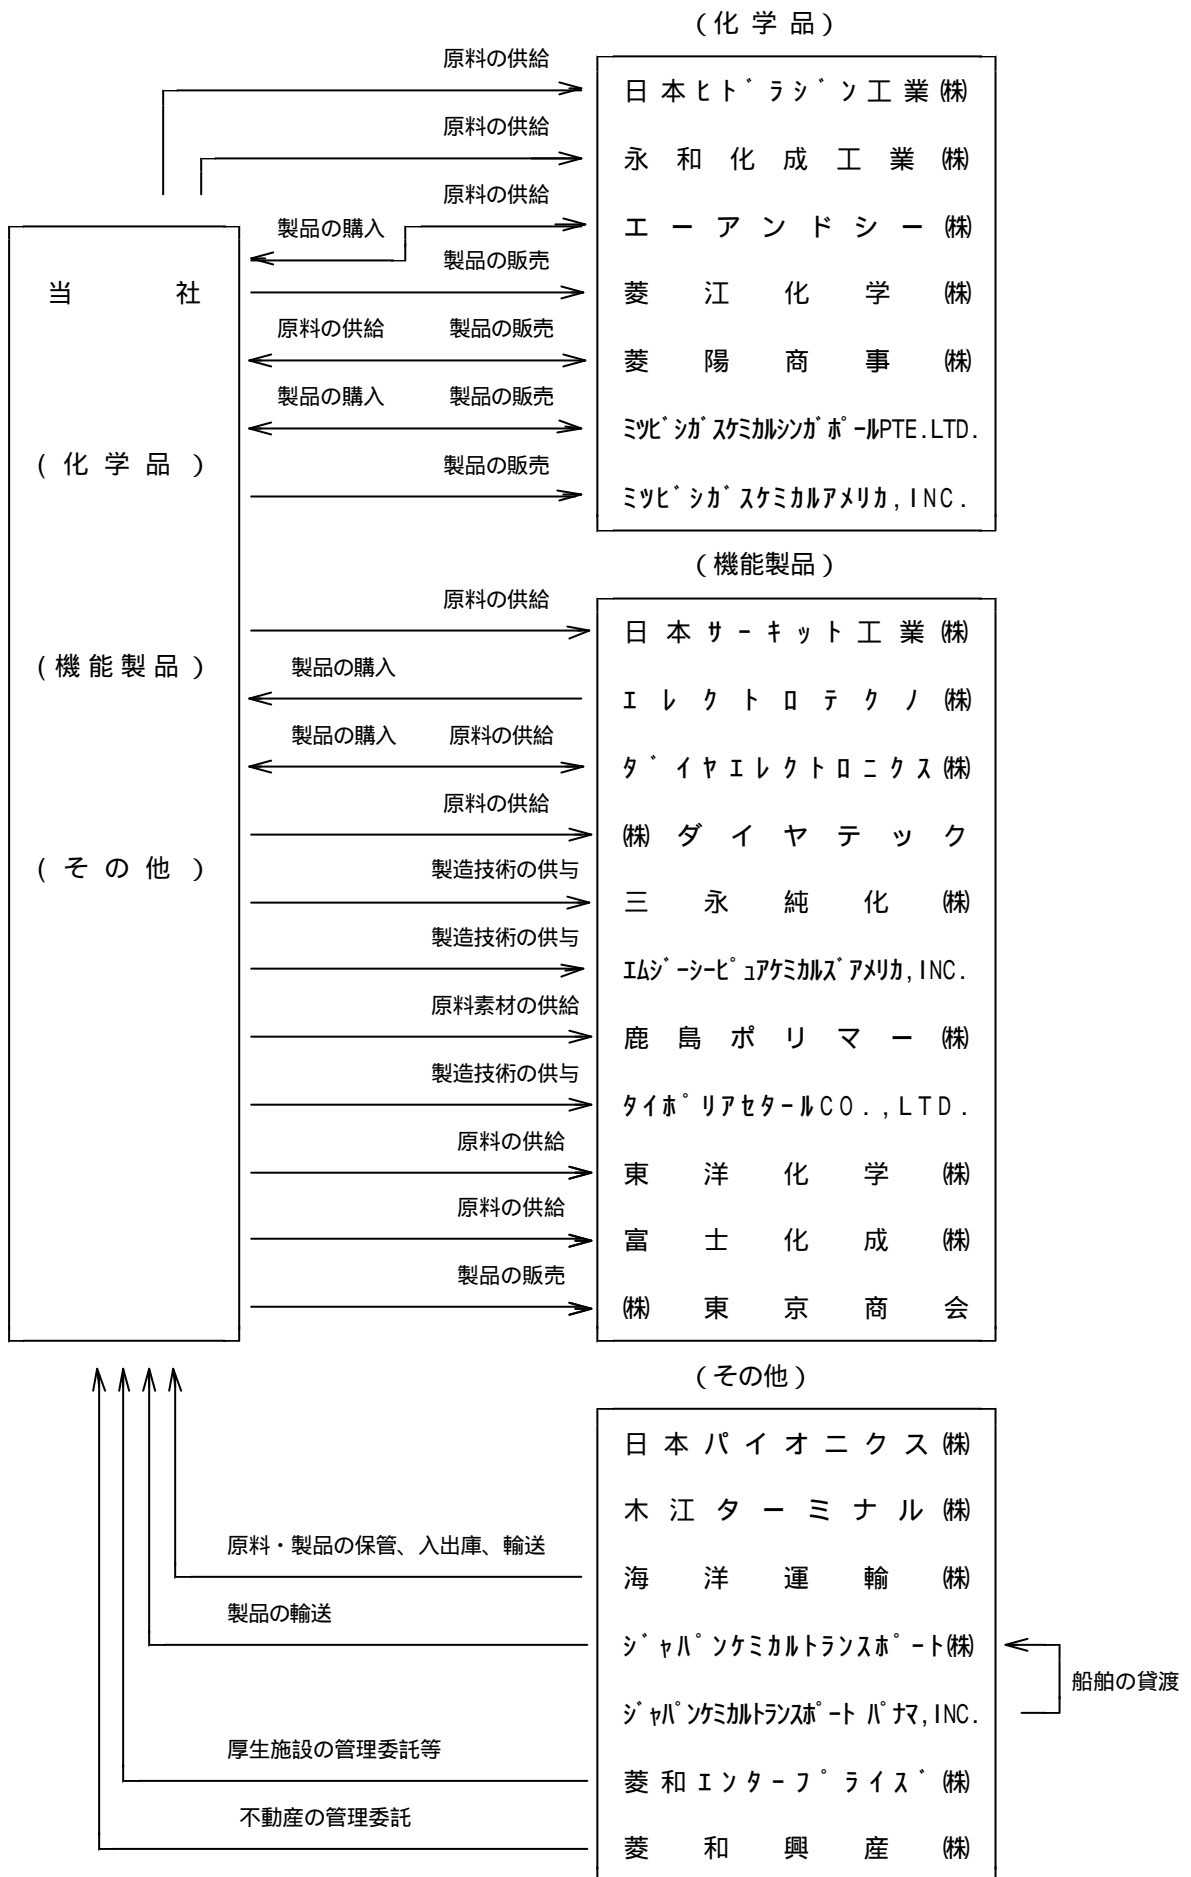 （化学品）
原料の供給
日本ﾋﾄﾞﾗｼﾞﾝ工業㈱
原料の供給
永和化成工業㈱
原料の供給
製品の購入
エーアンドシー㈱
製品の販売
当社
菱江化学㈱
原料の供給 製品の販売
菱陽商事㈱
製品の購入 製品の販売
ﾐﾂﾋﾞｼｶﾞｽｹﾐｶﾙｼﾝｶﾞﾎﾟｰﾙPTE.LTD.
（化学品）
製品の販売
ﾐﾂﾋﾞｼｶﾞｽｹﾐｶﾙｱﾒﾘｶ,INC.
（機能製品）
原料の供給
日本ｻｰｷｯﾄ工業㈱
（機能製品）
製品の購入
ｴﾚｸﾄﾛﾃｸﾉ㈱
製品の購入 原料の供給
ﾀﾞｲﾔｴﾚｸﾄﾛﾆｸｽ㈱
原料の供給
㈱ダイヤテック
（その他）
製造技術の供与
三永純化㈱
製造技術の供与
ｴﾑｼﾞｰｼｰﾋﾟｭｱｹﾐｶﾙｽﾞｱﾒﾘｶ,INC.
原料素材の供給
鹿島ポリマー㈱
製造技術の供与
ﾀｲﾎﾟﾘｱｾﾀｰﾙCO.,LTD.
原料の供給
東洋化学㈱
原料の供給
富士化成㈱
製品の販売
㈱東京商会
（その他）
日本パイオニクス㈱
木江ターミナル㈱
原料・製品の保管、入出庫、輸送
海洋運輸㈱
製品の輸送
ｼﾞｬﾊﾟﾝｹﾐｶﾙﾄﾗﾝｽﾎﾟｰﾄ㈱
船舶の貸渡
ｼﾞｬﾊﾟﾝｹﾐｶﾙﾄﾗﾝｽﾎﾟｰﾄ ﾊﾟﾅﾏ,INC.
厚生施設の管理委託等
菱和ｴﾝﾀｰﾌﾟﾗｲｽﾞ㈱
不動産の管理委託
菱和興産㈱